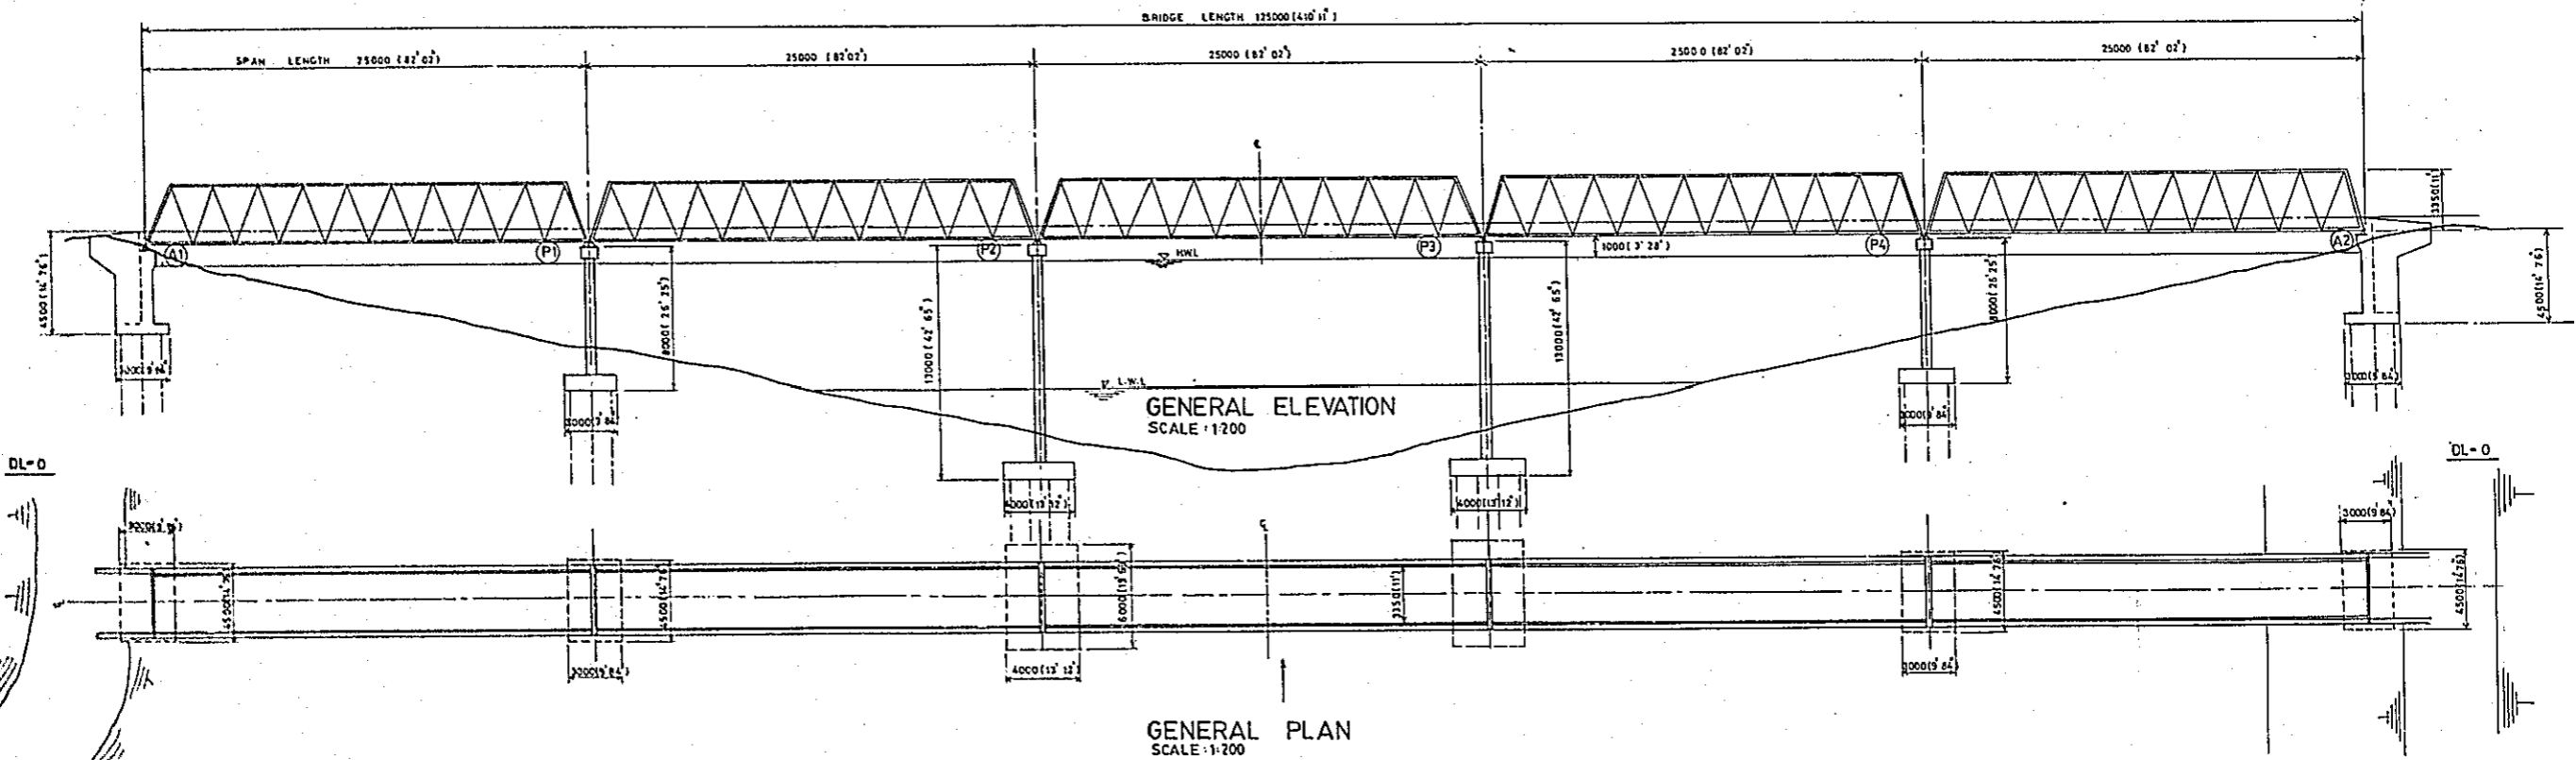 BRIDGE LENGTH 125000 (410' 11")
SPAN LENGTH 25000 (82' 02")
25000 (82' 02")
25000 (82' 02")
25000 (82' 02")
25000 (82' 02")
3350(11")
A1
P1
P2
P3
P4
A2
HWL
1000(3' 28")
4500(14' 76")
8000(26' 25")
13000(42' 65")
13000(42' 65")
8000(26' 25")
4500(14' 76")
L.W.L
GENERAL ELEVATION
SCALE : 1:200
3000(9' 84")
3000(9' 84")
3000(9' 84")
4000(13' 12")
4000(13' 12")
DL=0
DL=0
3000(9' 84")
4500(14' 76")
4500(14' 76")
3350(11")
4500(14' 76")
4500(14' 76")
3000(9' 84")
4000(13' 12")
3000(9' 84")
GENERAL PLAN
SCALE : 1:200